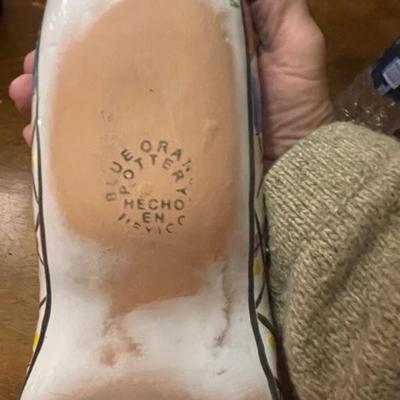 BLUE ORANGE
POTTERY
HECHO
EN
MEXICO